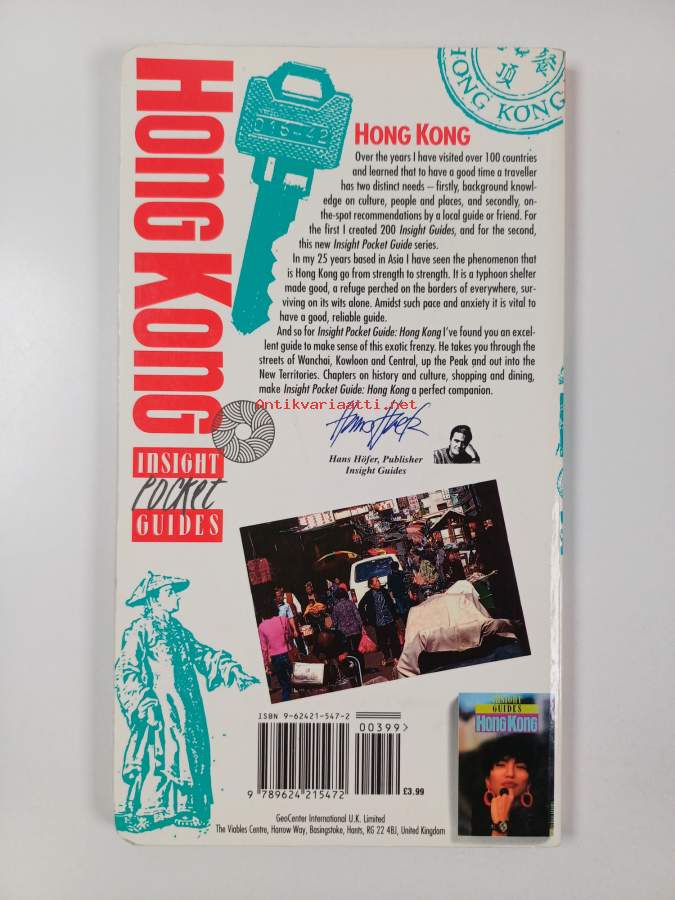 HONG KONG
INSIGHT
pocket
GUIDES
015-42
項
HONG KONG
HONG KONG
Over the years I have visited over 100 countries
and learned that to have a good time a traveller
has two distinct needs – firstly, background knowl-
edge on culture, people and places, and secondly, on-
the-spot recommendations by a local guide or friend. For
the first I created 200 Insight Guides, and for the second,
this new Insight Pocket Guide series.
In my 25 years based in Asia I have seen the phenomenon that
is Hong Kong go from strength to strength. It is a typhoon shelter
made good, a refuge perched on the borders of everywhere, sur-
viving on its wits alone. Amidst such pace and anxiety it is vital to
have a good, reliable guide.
And so for Insight Pocket Guide: Hong Kong I've found you an excel-
lent guide to make sense of this exotic frenzy. He takes you through the
streets of Wanchai, Kowloon and Central, up the Peak and out into the
New Territories. Chapters on history and culture, shopping and dining,
make Insight Pocket Guide: Hong Kong a perfect companion.
Antikvariaatti.net
Hans Höfer
Hans Höfer, Publisher
Insight Guides
ISBN 9-62421-547-2
00399>
9 789624 215472
£3.99
INSIGHT
GUIDES
HONG KONG
GeoCenter International U.K. Limited
The Viables Centre, Harrow Way, Basingstoke, Hants, RG 22 4BJ, United Kingdom